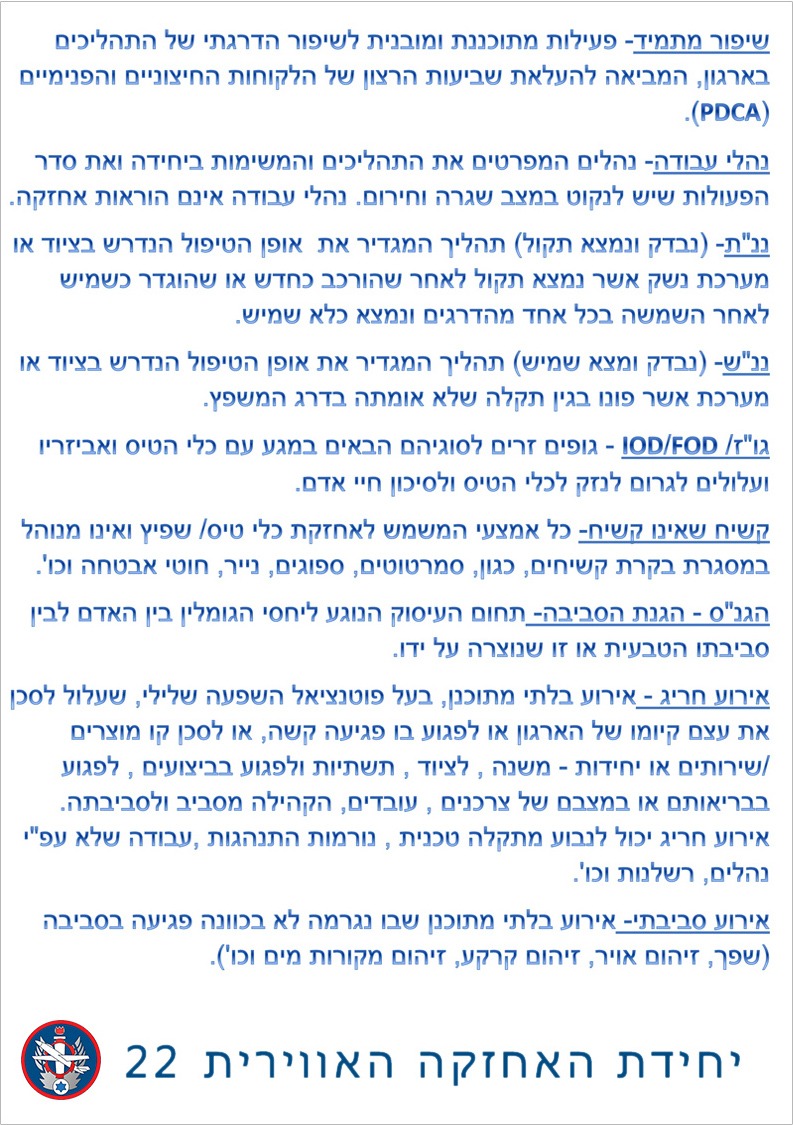 שיפור מתמיד- פעילות מתוכננת ומובנית לשיפור הדרגתי של התהליכים
בארגון, המביאה להעלאת שביעות הרצון של הלקוחות החיצוניים והפנימיים
(PDCA).
נהלי עבודה- נהלים המפרטים את התהליכים והמשימות ביחידה ואת סדר
הפעולות שיש לנקוט במצב שגרה וחירום. נהלי עבודה אינם הוראות אחזקה.
ננ"ת- (נבדק ונמצא תקול) תהליך המגדיר את אופן הטיפול הנדרש בציוד או
מערכת נשק אשר נמצא תקול לאחר שהורכב כחדש או שהוגדר כשמיש
לאחר השמשה בכל אחד מהדרגים ונמצא כלא שמיש.
ננ"ש- (נבדק ומצא שמיש) תהליך המגדיר את אופן הטיפול הנדרש בציוד או
מערכת אשר פונו בגין תקלה שלא אומתה בדרג המשפץ.
גו"ז/ IOD/FOD - גופים זרים לסוגיהם הבאים במגע עם כלי הטיס ואביזריו
ועלולים לגרום לנזק לכלי הטיס ולסיכון חיי אדם.
קשיח שאינו קשיח- כל אמצעי המשמש לאחזקת כלי טיס/ שפיץ ואינו מנוהל
במסגרת בקרת קשיחים, כגון, סמרטוטים, ספוגים, נייר, חוטי אבטחה וכו'.
הגנ"ס - הגנת הסביבה- תחום העיסוק הנוגע ליחסי הגומלין בין האדם לבין
סביבתו הטבעית או זו שנוצרה על ידו.
אירוע חריג - אירוע בלתי מתוכנן, בעל פוטנציאל השפעה שלילי, שעלול לסכן
את עצם קיומו של הארגון או לפגוע בו פגיעה קשה, או לסכן קו מוצרים
/שירותים או יחידות - משנה , לציוד , תשתיות ולפגוע בביצועים , לפגוע
בבריאותם או במצבם של צרכנים , עובדים, הקהילה מסביב ולסביבתה.
אירוע חריג יכול לנבוע מתקלה טכנית , נורמות התנהגות ,עבודה שלא עפ"י
נהלים, רשלנות וכו'.
אירוע סביבתי- אירוע בלתי מתוכנן שבו נגרמה לא בכוונה פגיעה בסביבה
(שפך, זיהום אויר, זיהום קרקע, זיהום מקורות מים וכו').
יחידת האחזקה האווירית 22